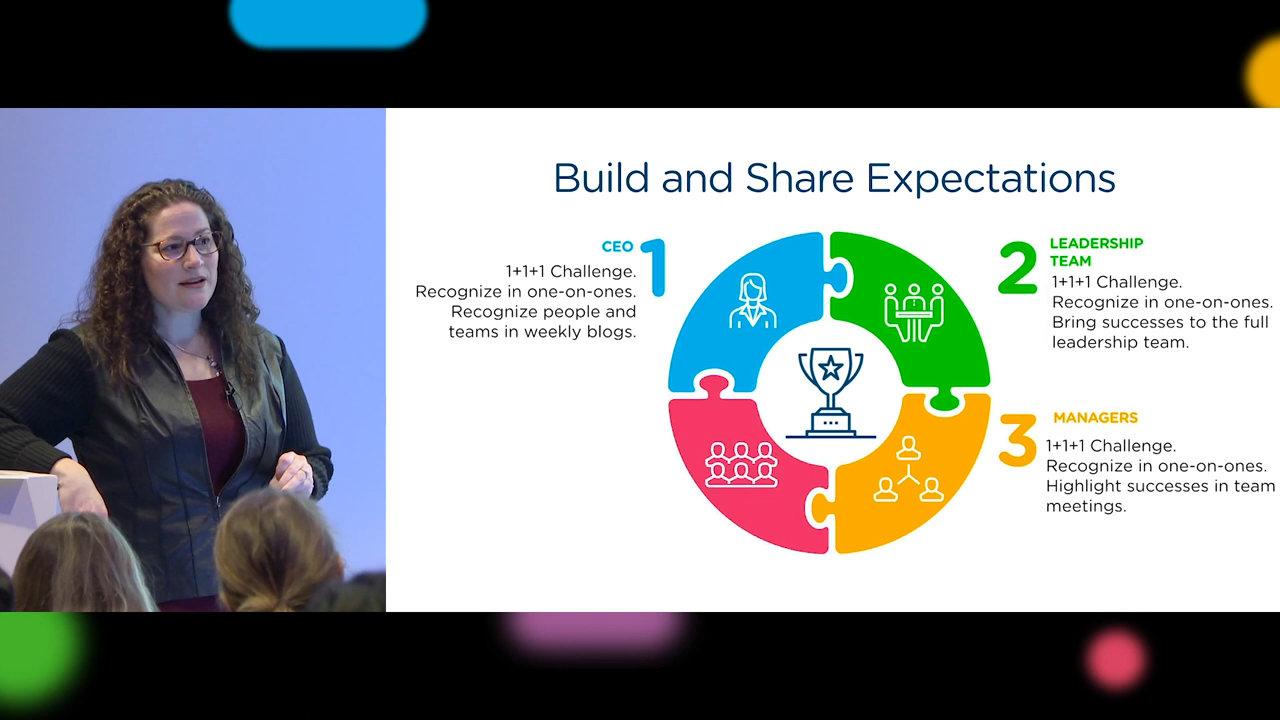 Build and Share Expectations
CEO
1
1+1+1 Challenge.
Recognize in one-on-ones.
Recognize people and
teams in weekly blogs.
2
LEADERSHIP
TEAM
1+1+1 Challenge.
Recognize in one-on-ones.
Bring successes to the full
leadership team.
3
MANAGERS
1+1+1 Challenge.
Recognize in one-on-ones.
Highlight successes in team
meetings.